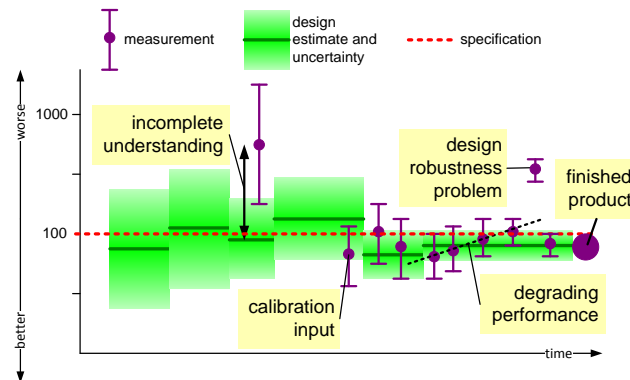 measurement
design
estimate and
uncertainty
specification
worse
1000
incomplete
understanding
design
robustness
problem
finished
product
100
calibration
input
degrading
performance
better
time